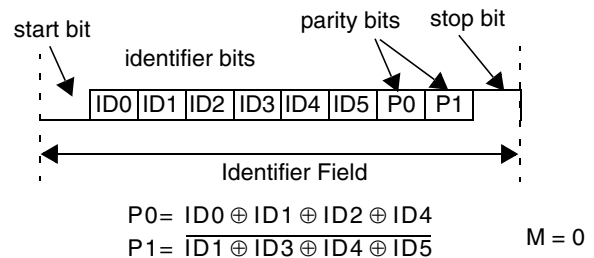 start bit
parity bits
stop bit
identifier bits
ID0 ID1 ID2 ID3 ID4 ID5 P0 P1
Identifier Field
P0= ID0 ⊕ ID1 ⊕ ID2 ⊕ ID4
P1= \overline{ID1 ⊕ ID3 ⊕ ID4 ⊕ ID5}
M = 0